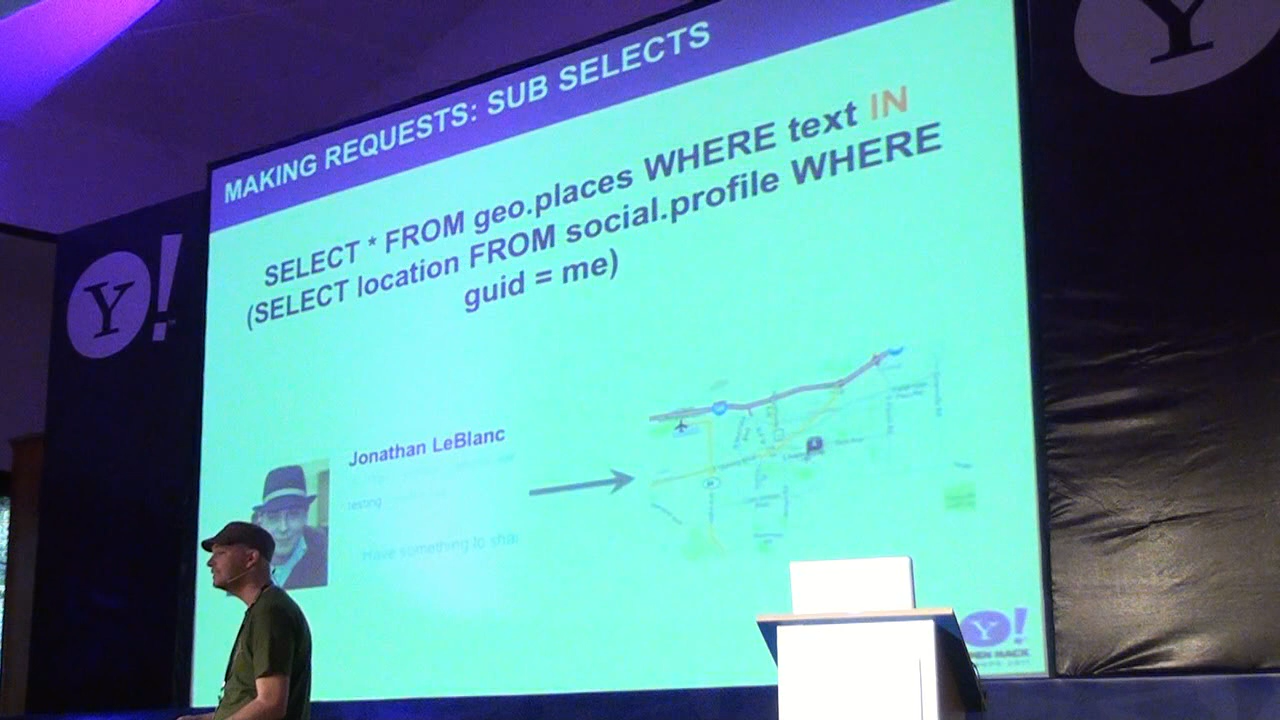 MAKING REQUESTS: SUB SELECTS
SELECT * FROM geo.places WHERE text IN
(SELECT location FROM social.profile WHERE
guid = me)
Jonathan LeBlanc
testing
Have something to
Y!
Y
Y!
HACK